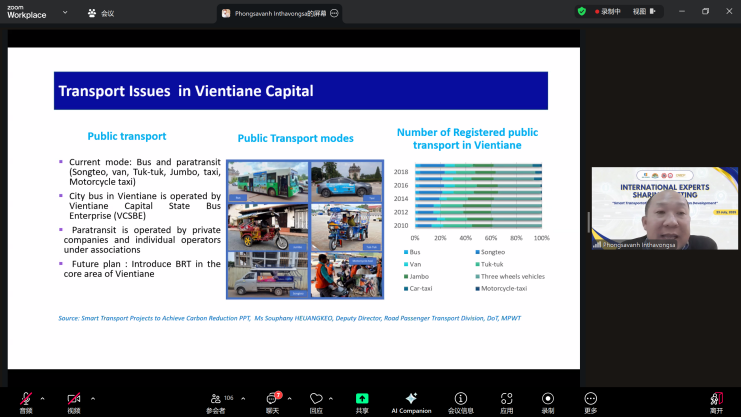 zoom
Workplace
会议
Phongsavanh Inthavongsa的屏幕
录制中
视图
Transport Issues in Vientiane Capital
Public transport
Current mode: Bus and paratransit
(Songteo, van, Tuk-tuk, Jumbo, taxi,
Motorcycle taxi)
City bus in Vientiane is operated by
Vientiane Capital State Bus
Enterprise (VCSBE)
Paratransit is operated by private
companies and individual operators
under associations
Future plan : Introduce BRT in the
core area of Vientiane
Public Transport modes
Number of Registered public
transport in Vientiane
2018
2016
2014
2012
2010
0% 20% 40% 60% 80% 100%
Bus Songteo
Van Tuk-tuk
Jambo Three wheels vehicles
Car-taxi Motorcycle-taxi
Source: Smart Transport Projects to Achieve Carbon Reduction PPT, Ms Souphany HEUANGKEO, Deputy Director, Road Passenger Transport Division, DoT, MPWT
INTERNATIONAL EXPERTS
Phongsavanh Inthavongsa
音频
视频
106
参会者
7
聊天
回应
共享
AI Companion
会议信息
应用
录制
更多
离开